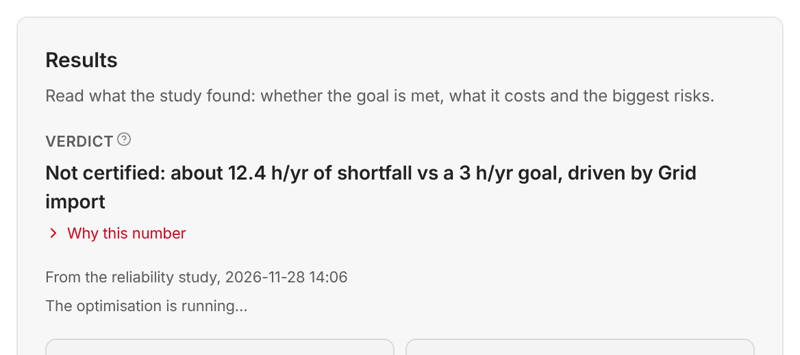 Results
Read what the study found: whether the goal is met, what it costs and the biggest risks.
VERDICT ?
Not certified: about 12.4 h/yr of shortfall vs a 3 h/yr goal, driven by Grid
import
Why this number
From the reliability study, 2026-11-28 14:06
The optimisation is running...